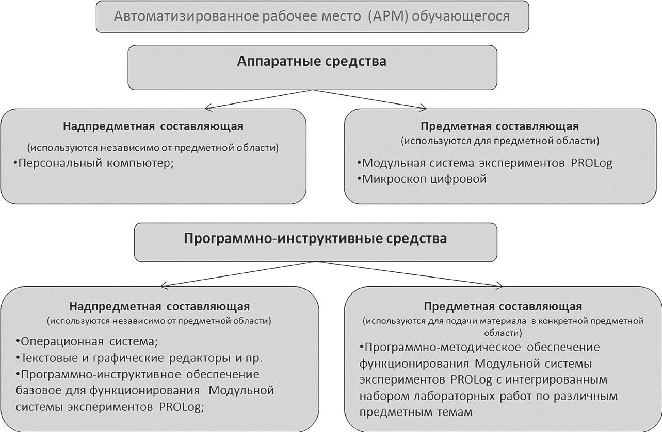 Автоматизированное рабочее место (АРМ) обучающегося
Аппаратные средства
Надпредметная составляющая
(используются независимо от предметной области)
•Персональный компьютер;
Предметная составляющая
(используются для предметной области)
•Модульная система экспериментов PROLog
•Микроскоп цифровой
Программно-инструктивные средства
Надпредметная составляющая
(используются независимо от предметной области)
•Операционная система;
•Текстовые и графические редакторы и пр.
•Программно-инструктивное обеспечение
базовое для функционирования Модульной
системы экспериментов PROLog;
Предметная составляющая
(используются для подачи материала в конкретной предметной
области)
•Программно-методическое обеспечение
функционирования Модульной системы
экспериментов PROLog с интегрированным
набором лабораторных работ по различным
предметным темам